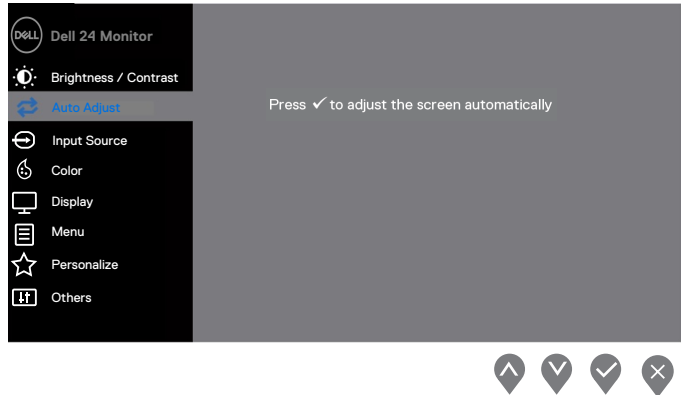 DELL
Dell 24 Monitor
Brightness / Contrast
Auto Adjust
Press ✓ to adjust the screen automatically
Input Source
Color
Display
Menu
Personalize
Others